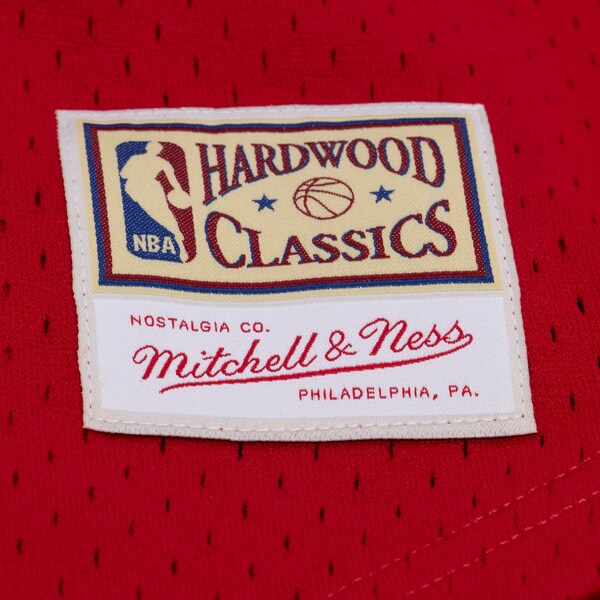 HARDWOOD
CLASSICS
NBA
NOSTALGIA CO.
Mitchell & Ness
PHILADELPHIA, PA.